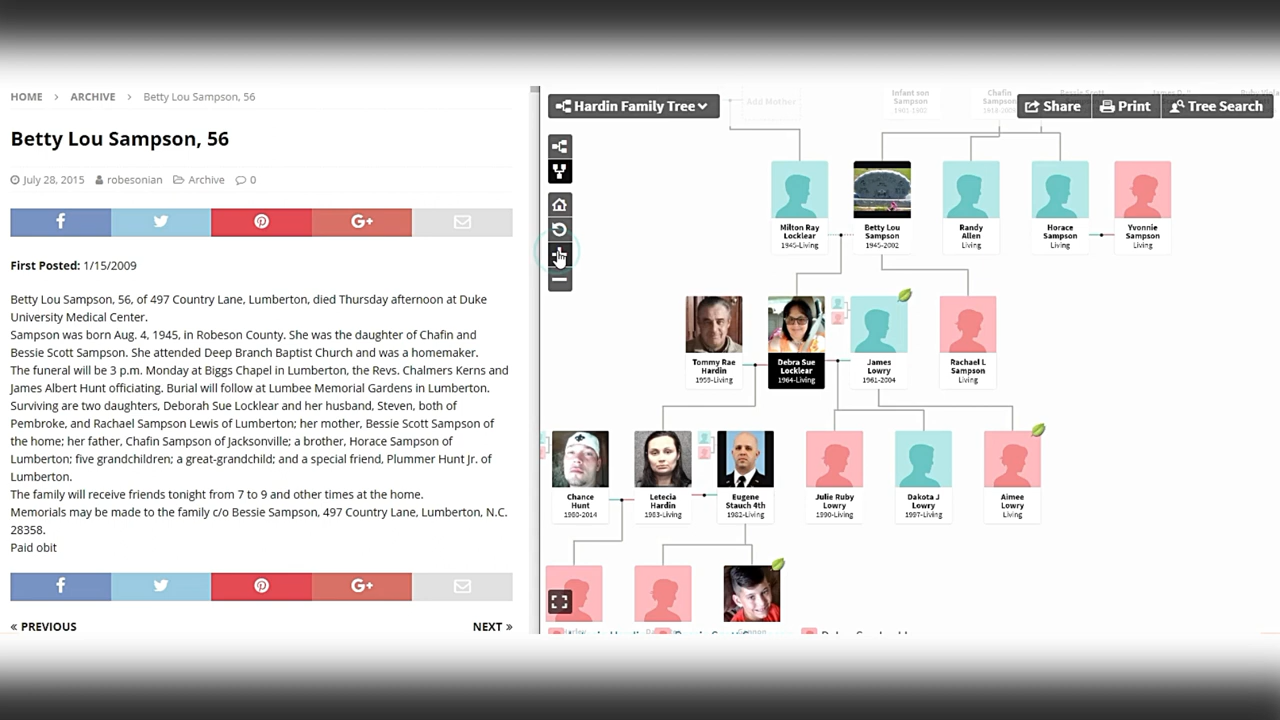 HOME > ARCHIVE > Betty Lou Sampson, 56
Betty Lou Sampson, 56
July 28, 2015 robesonian Archive 0
First Posted: 1/15/2009
Betty Lou Sampson, 56, of 497 Country Lane, Lumberton, died Thursday afternoon at Duke
University Medical Center.
Sampson was born Aug. 4, 1945, in Robeson County. She was the daughter of Chafin and
Bessie Scott Sampson. She attended Deep Branch Baptist Church and was a homemaker.
The funeral will be 3 p.m. Monday at Biggs Chapel in Lumberton, the Revs. Chalmers Kerns and
James Albert Hunt officiating. Burial will follow at Lumbee Memorial Gardens in Lumberton.
Surviving are two daughters, Deborah Sue Locklear and her husband, Steven, both of
Pembroke, and Rachael Sampson Lewis of Lumberton; her mother, Bessie Scott Sampson of
the home; her father, Chafin Sampson of Jacksonville; a brother, Horace Sampson of
Lumberton; five grandchildren; a great-grandchild; and a special friend, Plummer Hunt Jr. of
Lumberton.
The family will receive friends tonight from 7 to 9 and other times at the home.
Memorials may be made to the family c/o Bessie Sampson, 497 Country Lane, Lumberton, N.C.
28358.
Paid obit
« PREVIOUS
NEXT »
Hardin Family Tree
Share
Print
Tree Search
Add Mother
Infant son
Sampson
Chafin
Sampson
Milton Ray
Locklear
1945-Living
Betty Lou
Sampson
1945-2002
Randy
Allen
Living
Horace
Sampson
Living
Yvonnie
Sampson
Living
Tommy Rae
Hardin
1959-Living
Debra Sue
Locklear
1964-Living
James
Lowry
1961-2004
Rachael L
Sampson
Living
Chance
Hunt
1980-2014
Letecia
Hardin
1983-Living
Eugene
Stauch 4th
1982-Living
Julie Ruby
Lowry
1990-Living
Dakota J
Lowry
1997-Living
Aimee
Lowry
Living